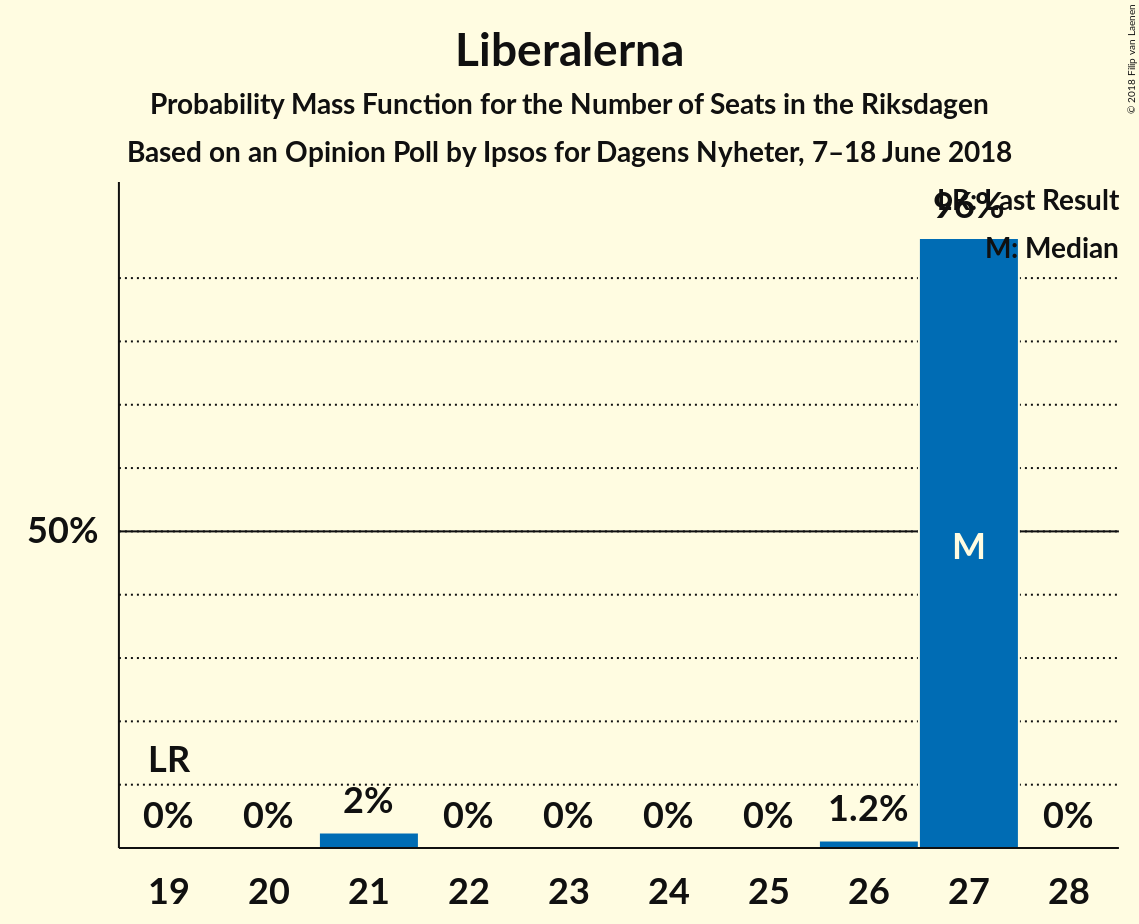 Liberalerna
Probability Mass Function for the Number of Seats in the Riksdagen
Based on an Opinion Poll by Ipsos for Dagens Nyheter, 7–18 June 2018
© 2018 Filip van Laenen
LR: Last Result
M: Median
96%
50%
M
LR
0% 0% 2% 0% 0% 0% 0% 1.2% 0%
19 20 21 22 23 24 25 26 27 28